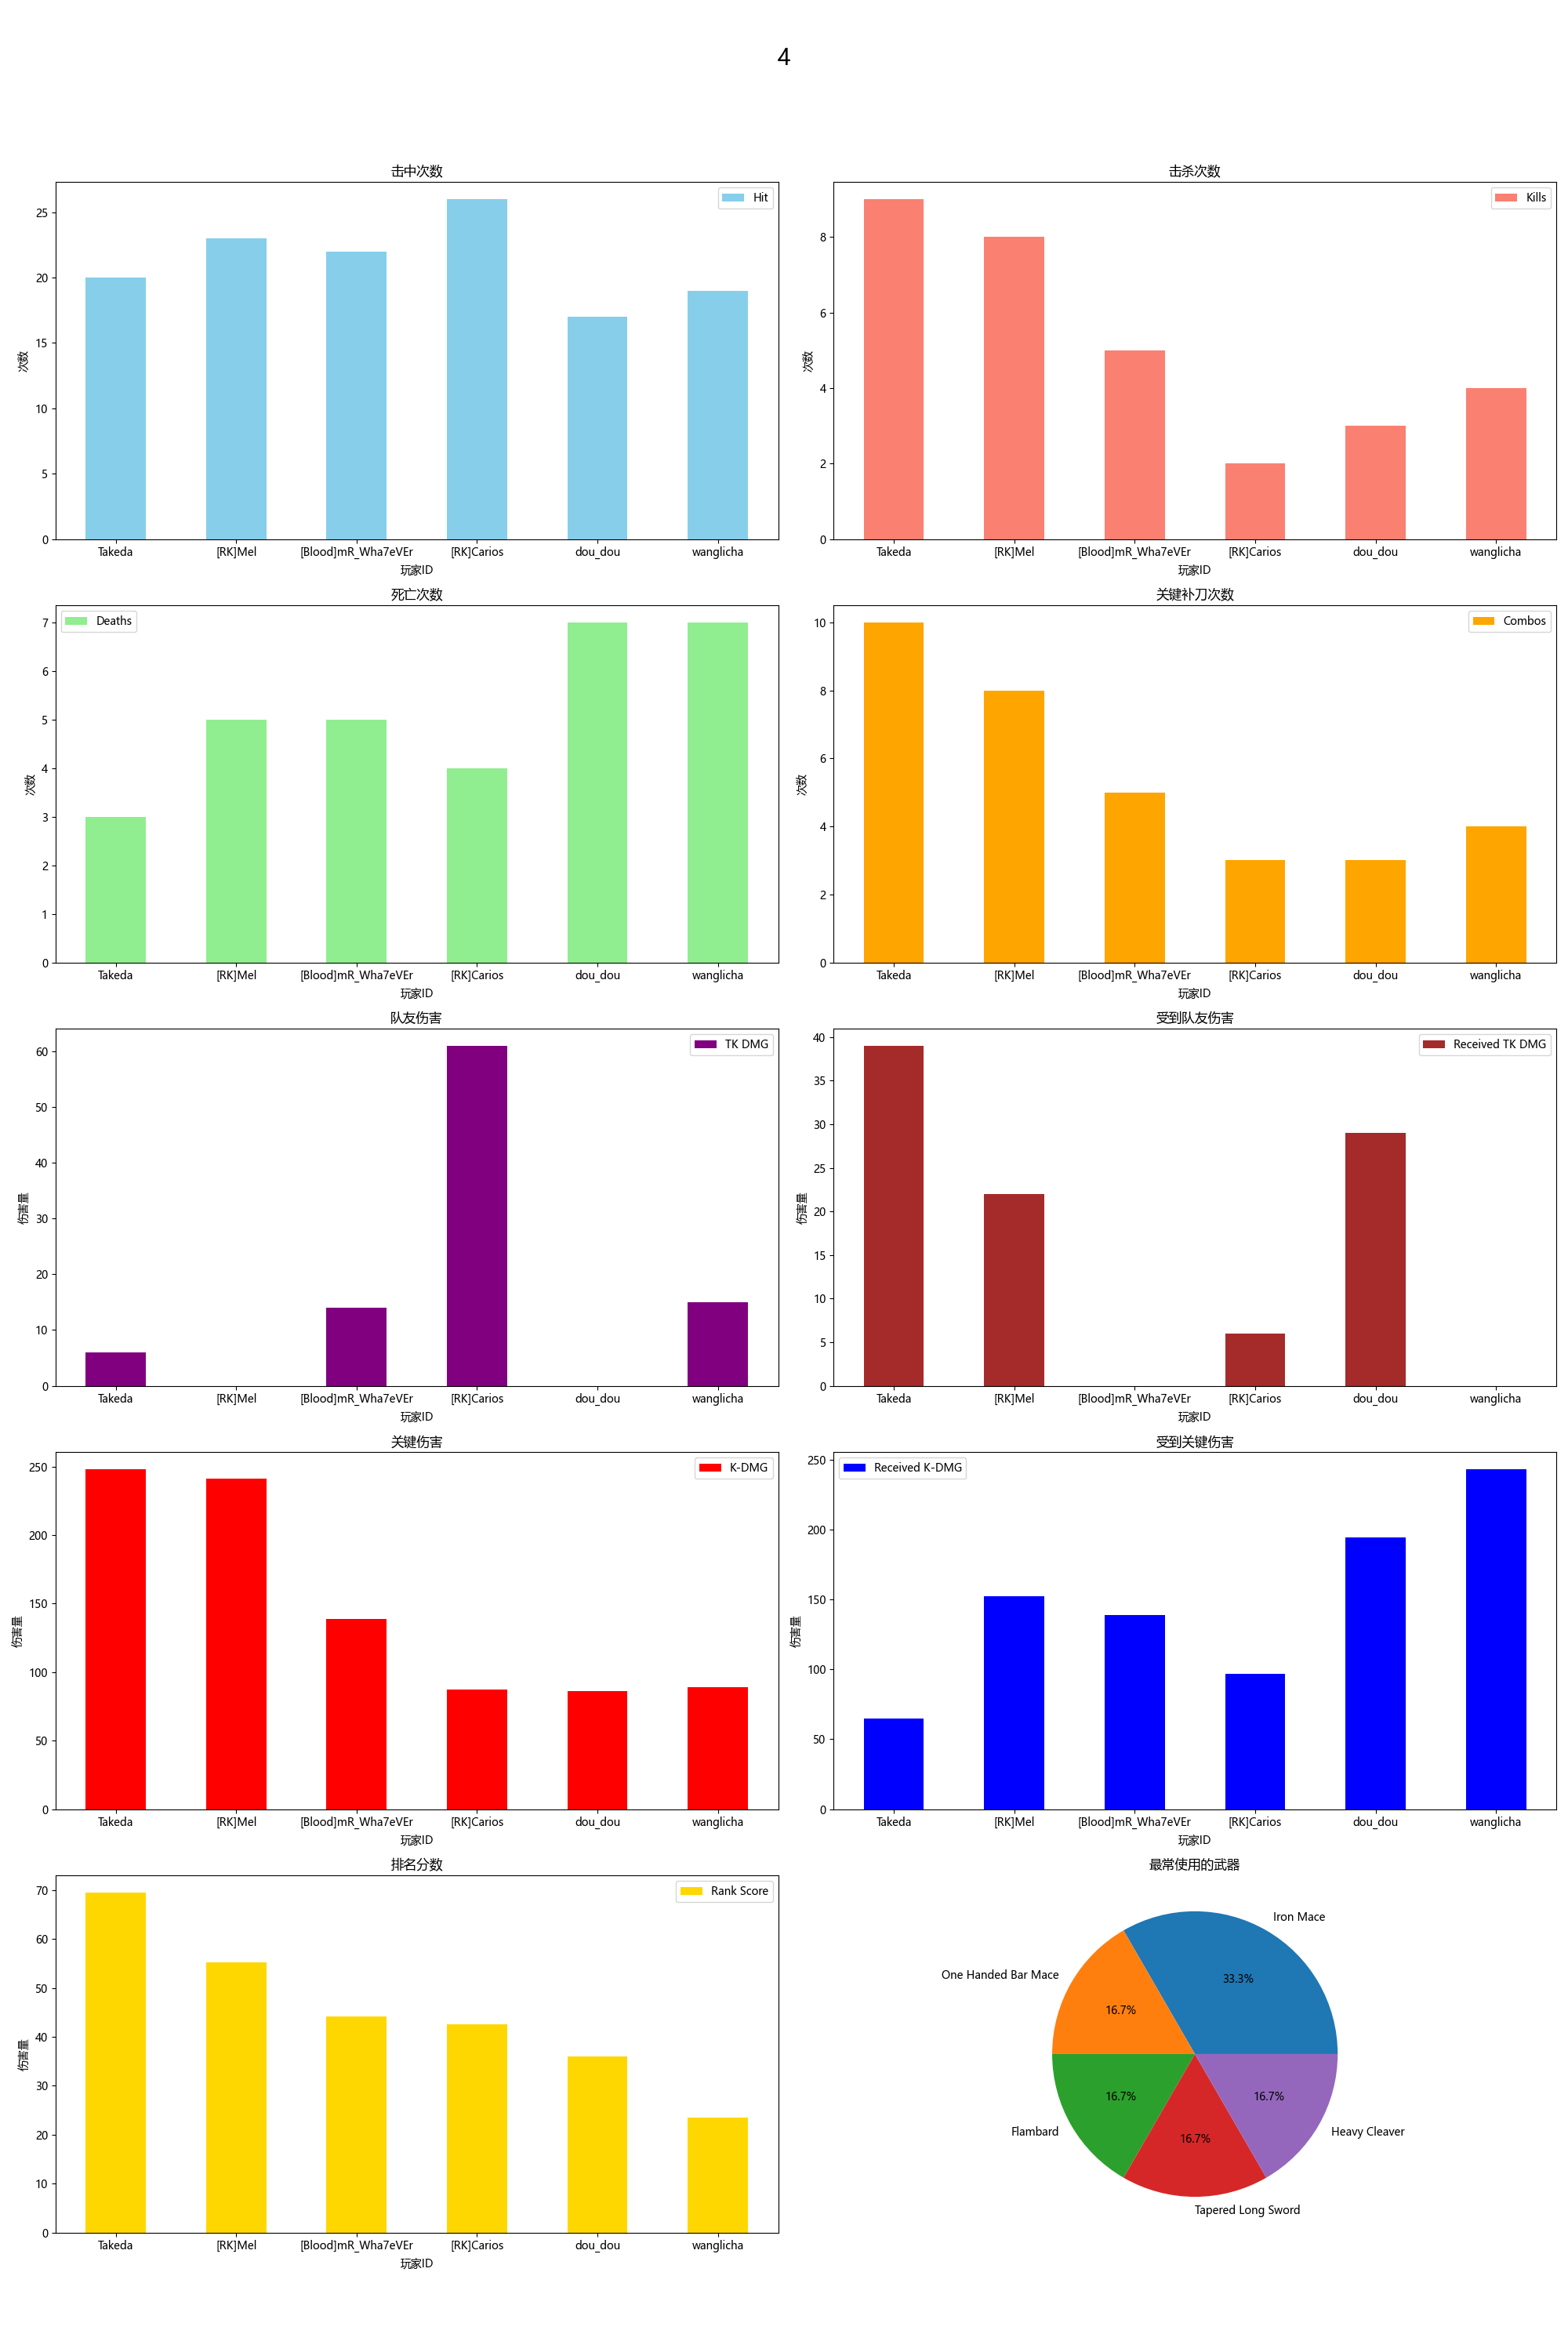 4
击中次数
Hit
25
20
15
10
5
0
次数
Takeda [RK]Mel [Blood]mR_Wha7eVEr [RK]Carios dou_dou wanglicha
玩家ID
击杀次数
Kills
8
6
4
2
0
次数
Takeda [RK]Mel [Blood]mR_Wha7eVEr [RK]Carios dou_dou wanglicha
玩家ID
死亡次数
Deaths
7
6
5
4
3
2
1
0
次数
Takeda [RK]Mel [Blood]mR_Wha7eVEr [RK]Carios dou_dou wanglicha
玩家ID
关键补刀次数
Combos
10
8
6
4
2
0
次数
Takeda [RK]Mel [Blood]mR_Wha7eVEr [RK]Carios dou_dou wanglicha
玩家ID
队友伤害
TK DMG
60
50
40
30
20
10
0
伤害量
Takeda [RK]Mel [Blood]mR_Wha7eVEr [RK]Carios dou_dou wanglicha
玩家ID
受到队友伤害
Received TK DMG
40
35
30
25
20
15
10
5
0
伤害量
Takeda [RK]Mel [Blood]mR_Wha7eVEr [RK]Carios dou_dou wanglicha
玩家ID
关键伤害
K-DMG
250
200
150
100
50
0
伤害量
Takeda [RK]Mel [Blood]mR_Wha7eVEr [RK]Carios dou_dou wanglicha
玩家ID
受到关键伤害
Received K-DMG
250
200
150
100
50
0
伤害量
Takeda [RK]Mel [Blood]mR_Wha7eVEr [RK]Carios dou_dou wanglicha
玩家ID
排名分数
Rank Score
70
60
50
40
30
20
10
0
伤害量
Takeda [RK]Mel [Blood]mR_Wha7eVEr [RK]Carios dou_dou wanglicha
玩家ID
最常使用的武器
Iron Mace
33.3%
One Handed Bar Mace
16.7%
Flambard
16.7%
Tapered Long Sword
16.7%
Heavy Cleaver
16.7%